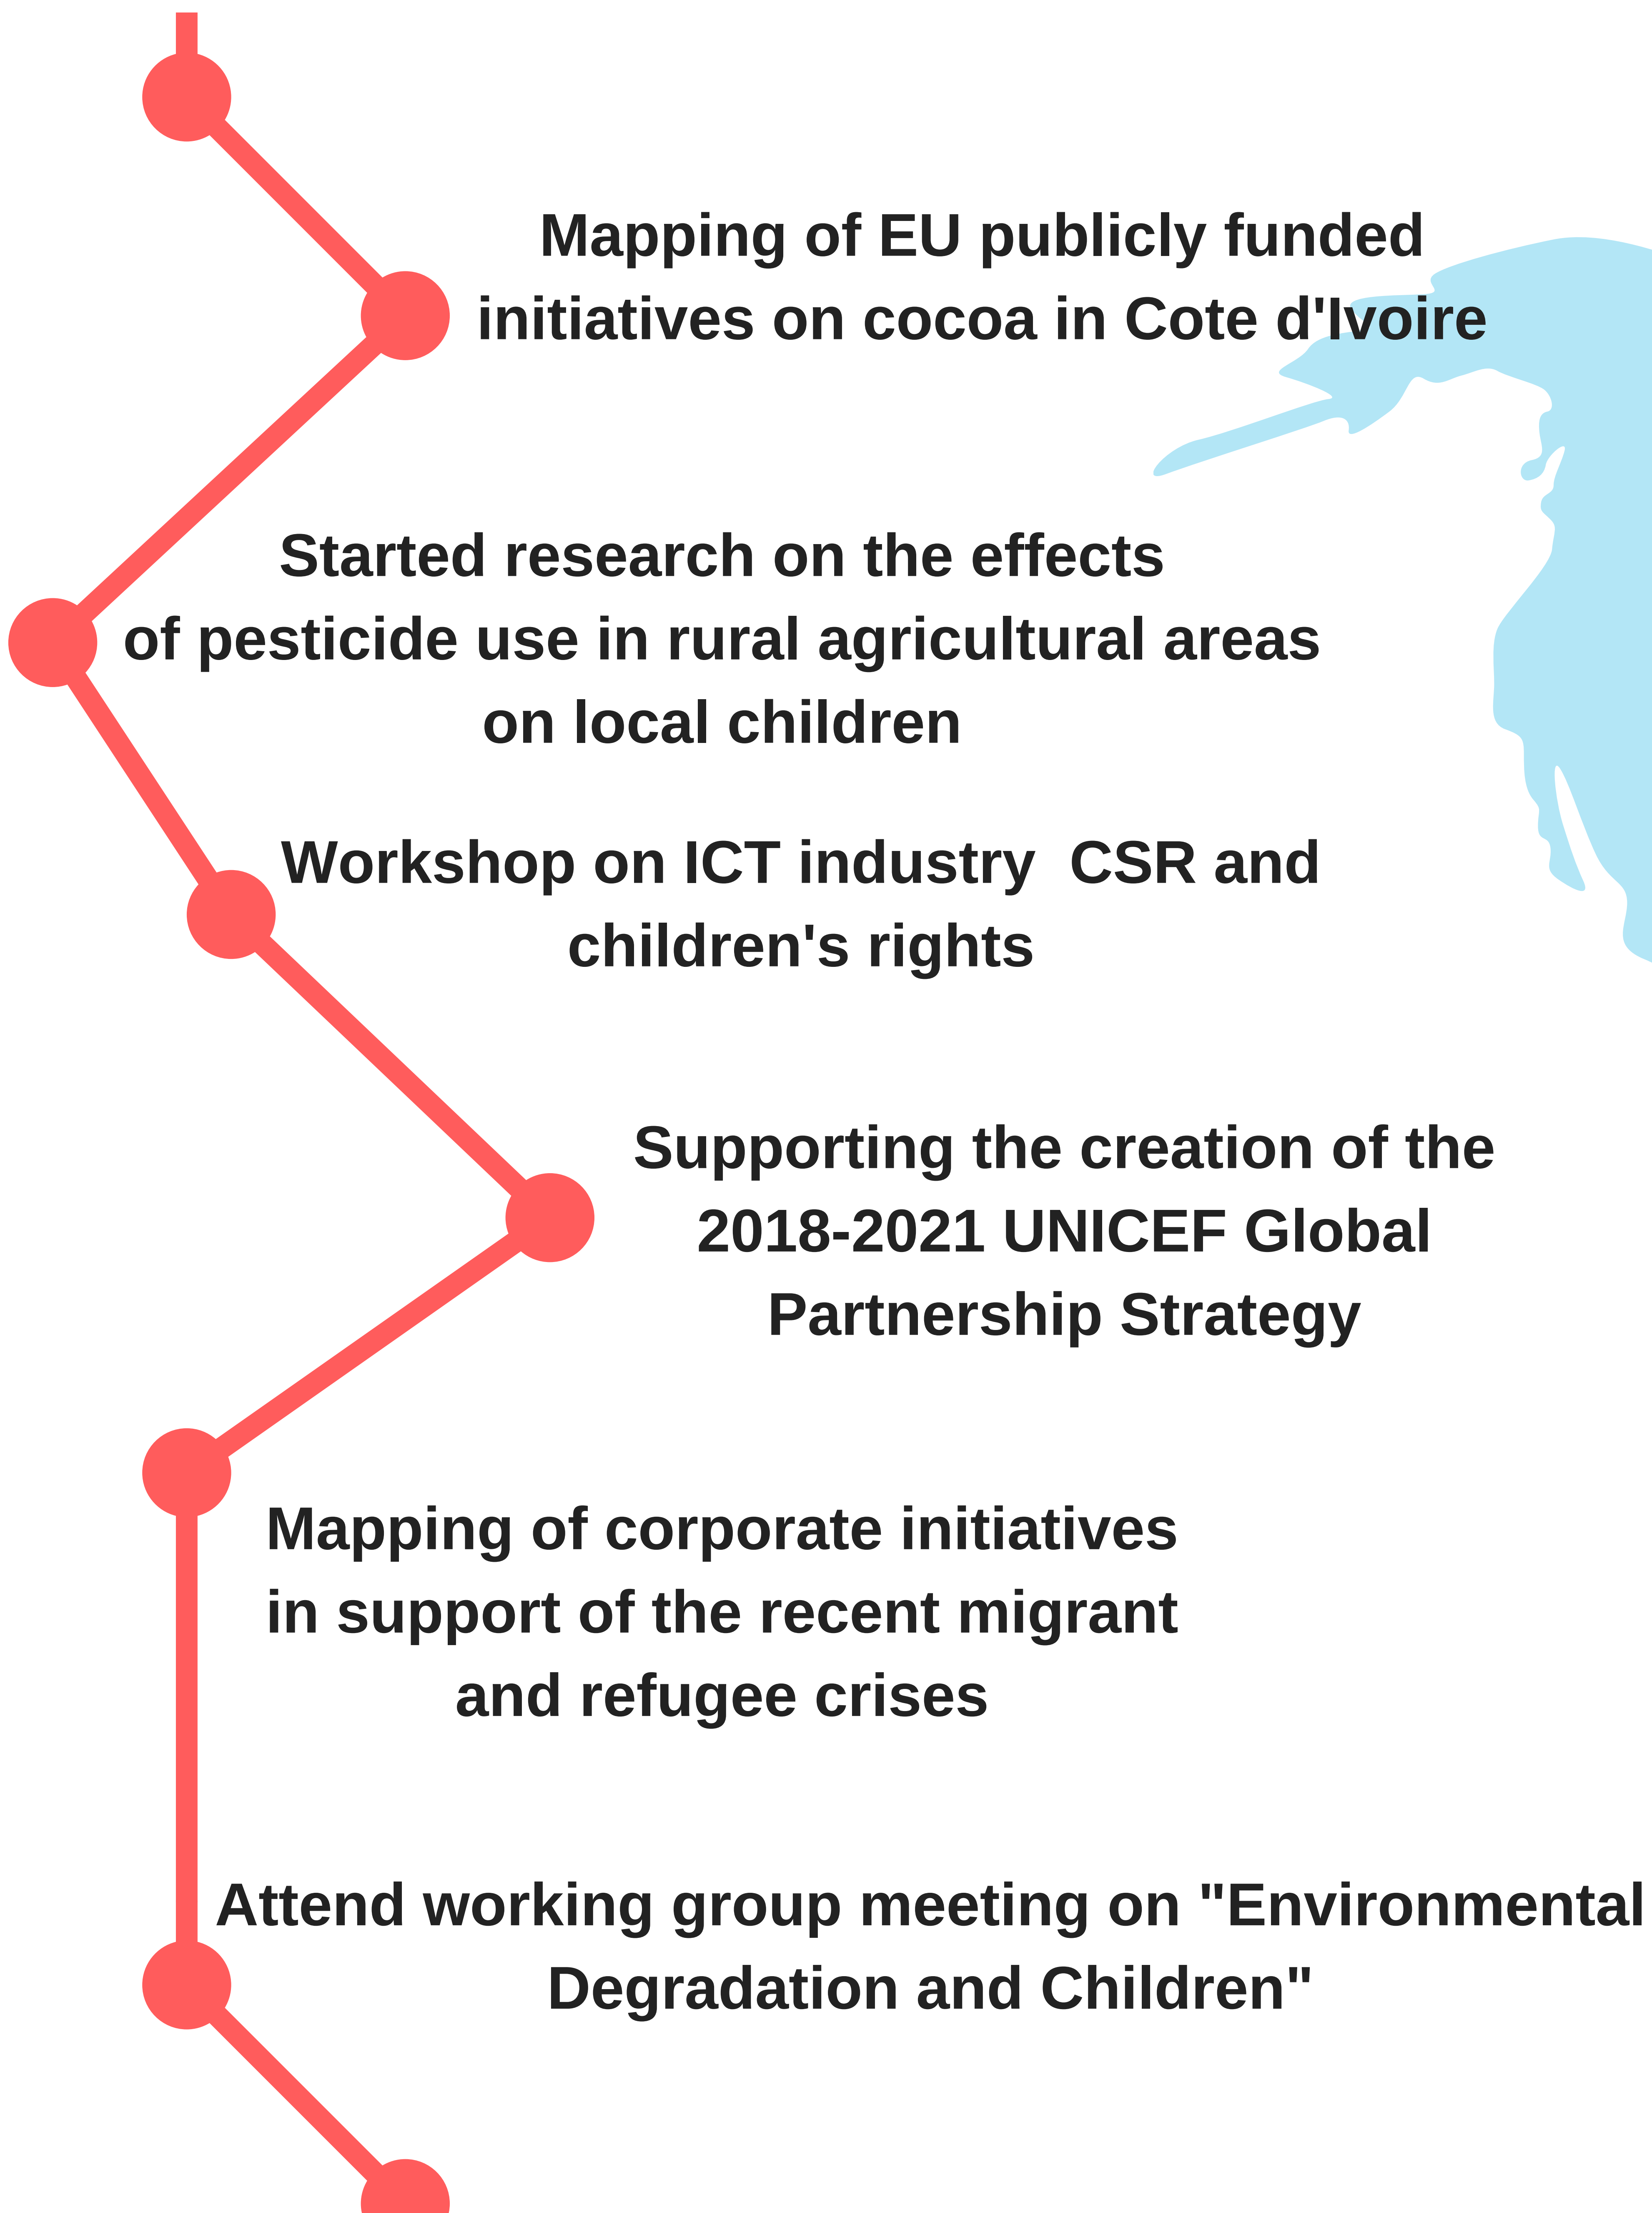 Mapping of EU publicly funded
initiatives on cocoa in Cote d'Ivoire
Started research on the effects
of pesticide use in rural agricultural areas
on local children
Workshop on ICT industry  CSR and
children's rights
Supporting the creation of the
2018-2021 UNICEF Global
Partnership Strategy
Mapping of corporate initiatives
in support of the recent migrant
and refugee crises
Attend working group meeting on "Environmental
Degradation and Children"